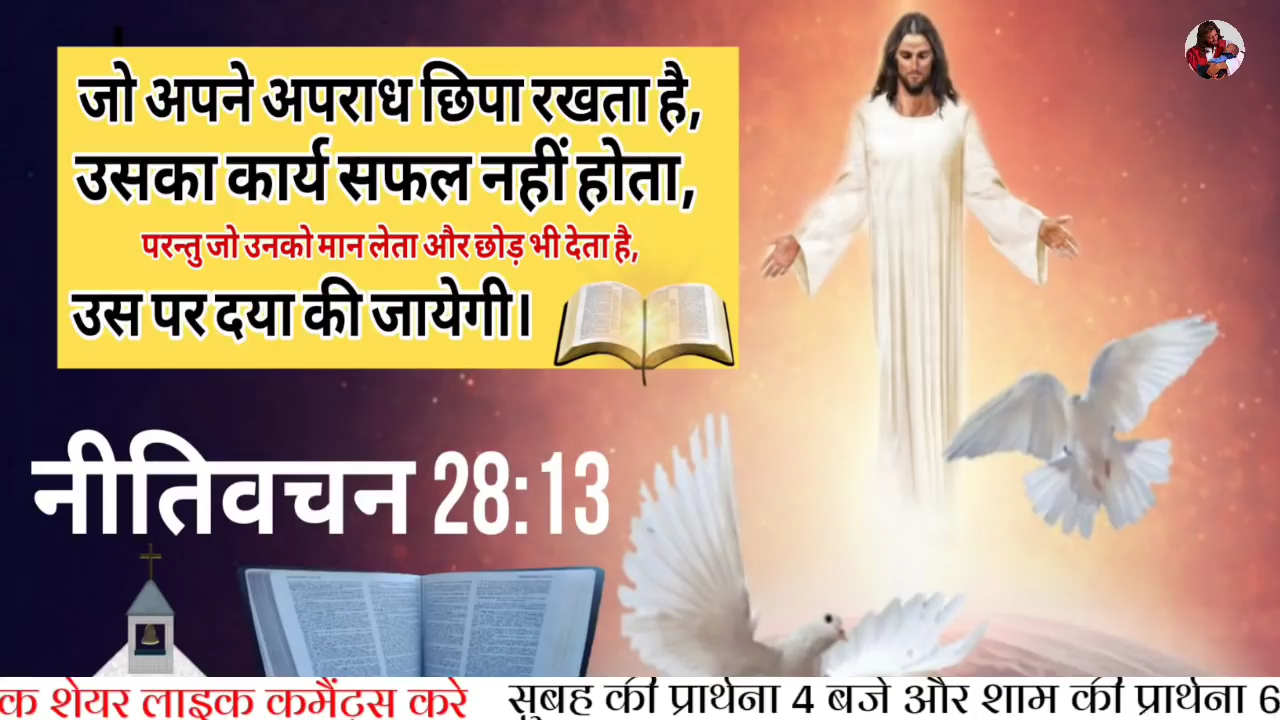 जो अपने अपराध छिपा रखता है,
उसका कार्य सफल नहीं होता,
परन्तु जो उनको मान लेता और छोड़ भी देता है,
उस पर दया की जायेगी।
नीतिवचन 28:13
क शेयर लाइक कमैंट्स करे सुबह की प्रार्थना 4 बजे और शाम की प्रार्थना 6